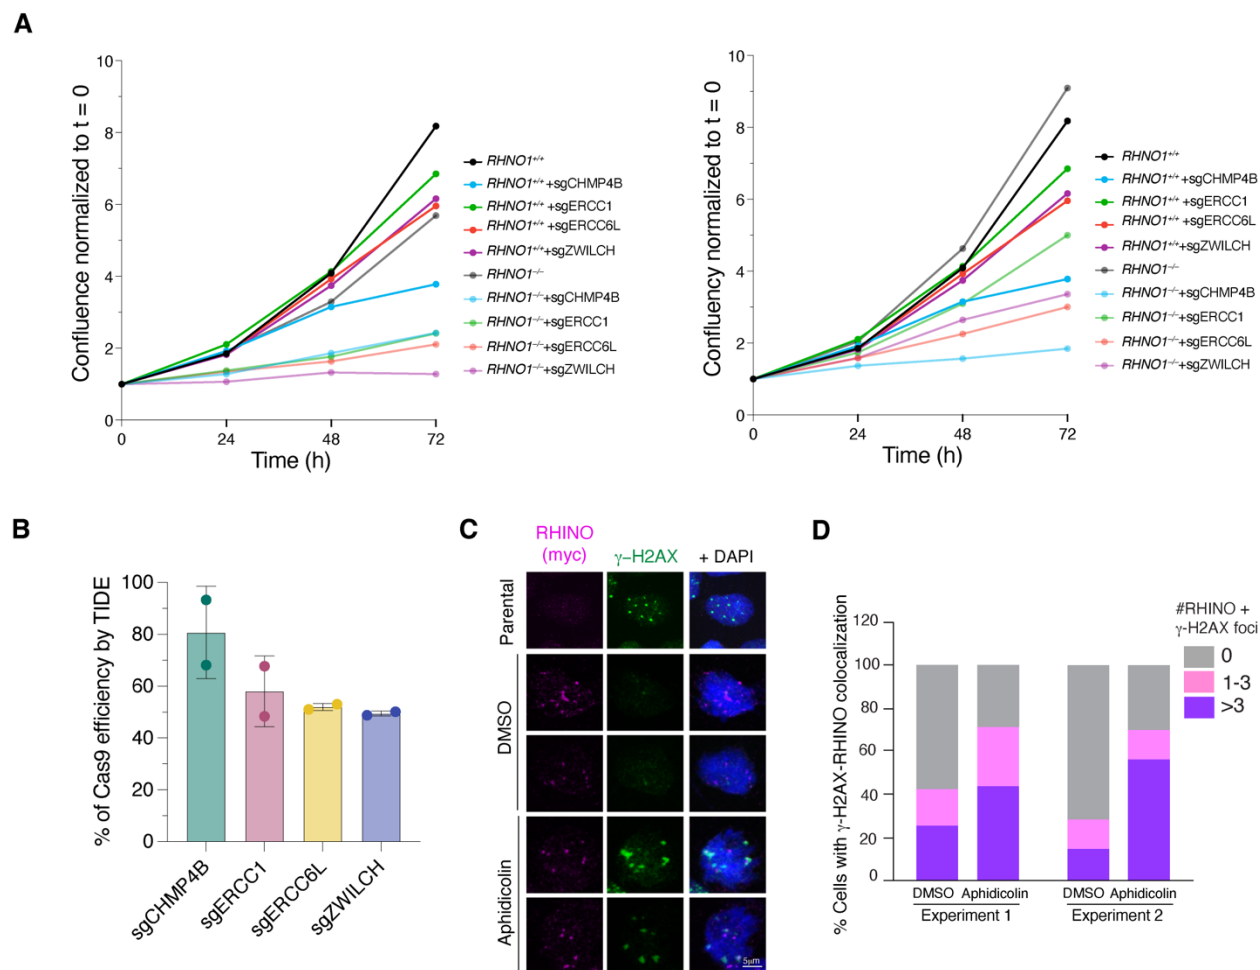 A
Confluence normalized to t = 0
10
8
6
4
2
0
0
24
48
72
Time (h)
RHNO1+/+
RHNO1+/+ +sgCHMP4B
RHNO1+/+ +sgERCC1
RHNO1+/+ +sgERCC6L
RHNO1+/+ +sgZWILCH
RHNO1-/-
RHNO1-/-+sgCHMP4B
RHNO1-/-+sgERCC1
RHNO1-/-+sgERCC6L
RHNO1-/-+sgZWILCH
Confluency normalized to t = 0
10
8
6
4
2
0
0
24
48
72
Time (h)
RHNO1+/+
RHNO1+/+ +sgCHMP4B
RHNO1+/+ +sgERCC1
RHNO1+/+ +sgERCC6L
RHNO1+/+ +sgZWILCH
RHNO1-/-
RHNO1-/-+sgCHMP4B
RHNO1-/-+sgERCC1
RHNO1-/-+sgERCC6L
RHNO1-/-+sgZWILCH
B
% of Cas9 efficiency by TIDE
100
80
60
40
20
0
sgCHMP4B
sgERCC1
sgERCC6L
sgZWILCH
C
RHINO
(myc)
γ-H2AX
+ DAPI
Parental
DMSO
Aphidicolin
5μm
D
% Cells with γ-H2AX-RHINO colocalization
120
100
80
60
40
20
0
DMSO
Aphidicolin
DMSO
Aphidicolin
Experiment 1
Experiment 2
#RHINO +
γ-H2AX foci
0
1-3
>3